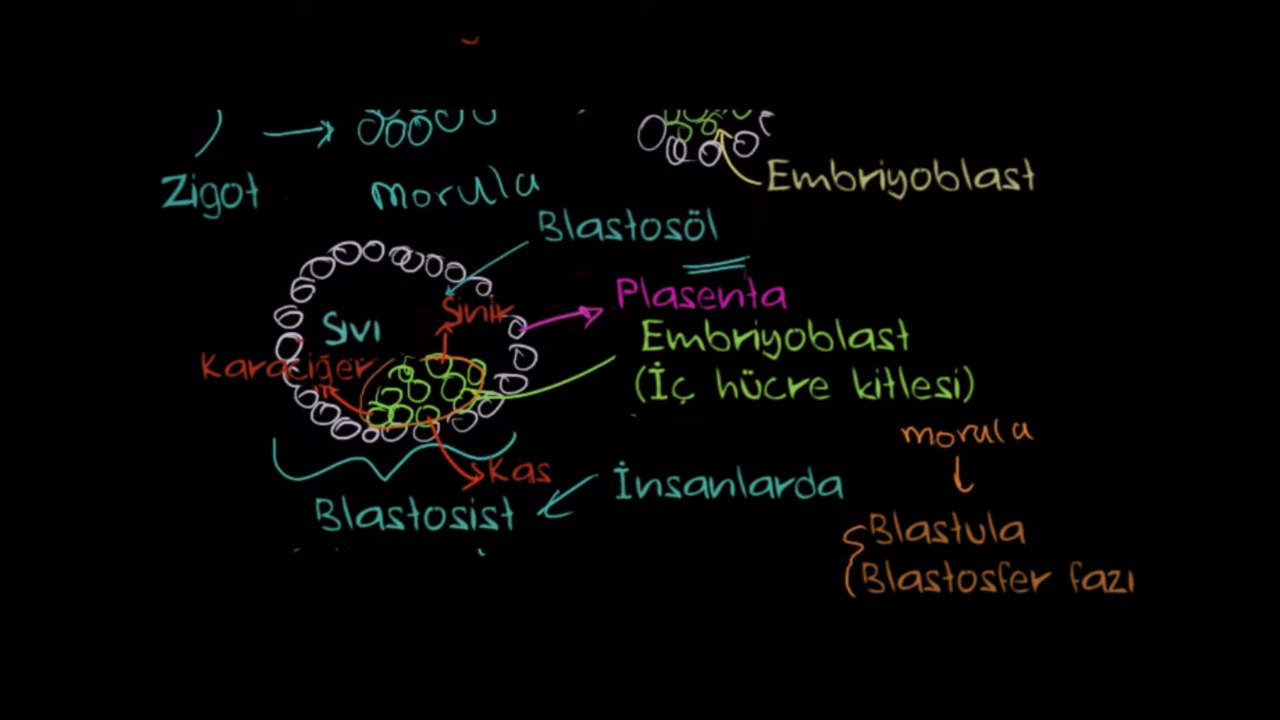 Embriyoblast
Zigot
morula
Blastosöl
Plasenta
Sinir
Sıvı
Embriyoblast
Karaciğer
(İç hücre kitlesi)
morula
Kas
İnsanlarda
Blastosist
Blastula
Blastosfer fazı